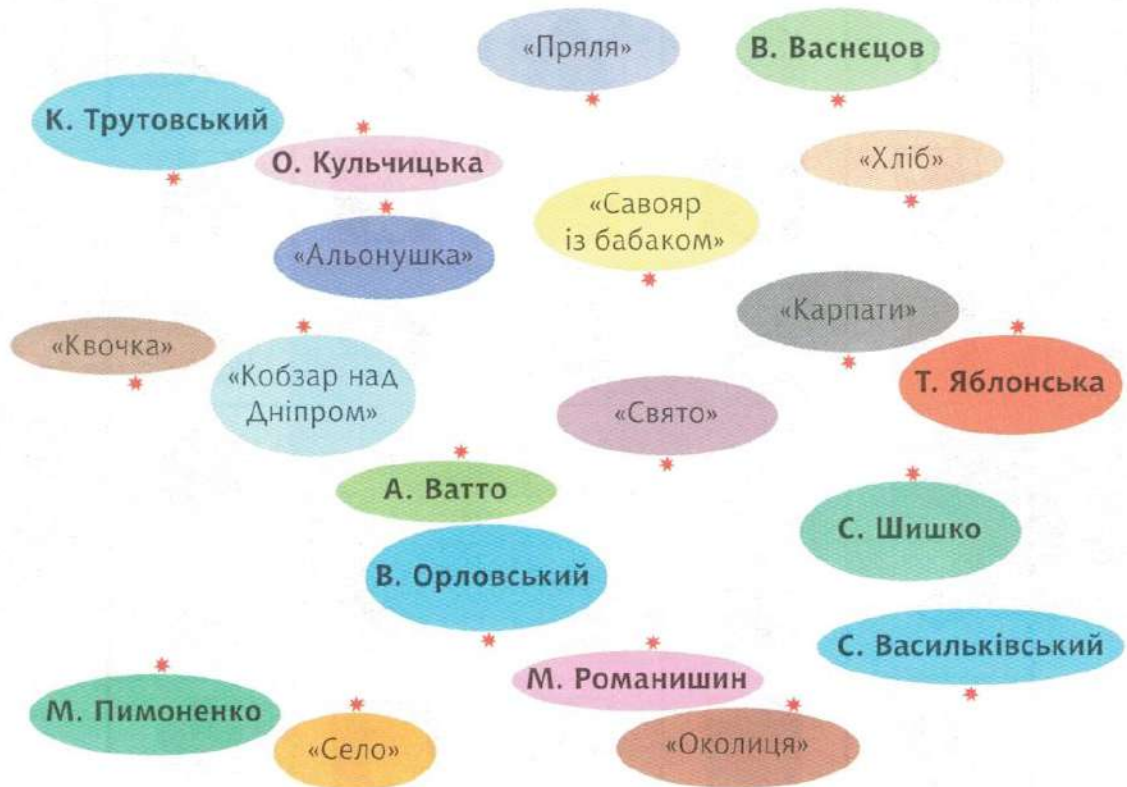 «Пряля»
В. Васнєцов
К. Трутовський
О. Кульчицька
«Хліб»
«Савояр
із бабаком»
«Альонушка»
«Карпати»
«Квочка»
«Кобзар над
Дніпром»
«Свято»
Т. Яблонська
А. Ватто
С. Шишко
В. Орловський
С. Васильківський
М. Романишин
М. Пимоненко
«Село»
«Околиця»